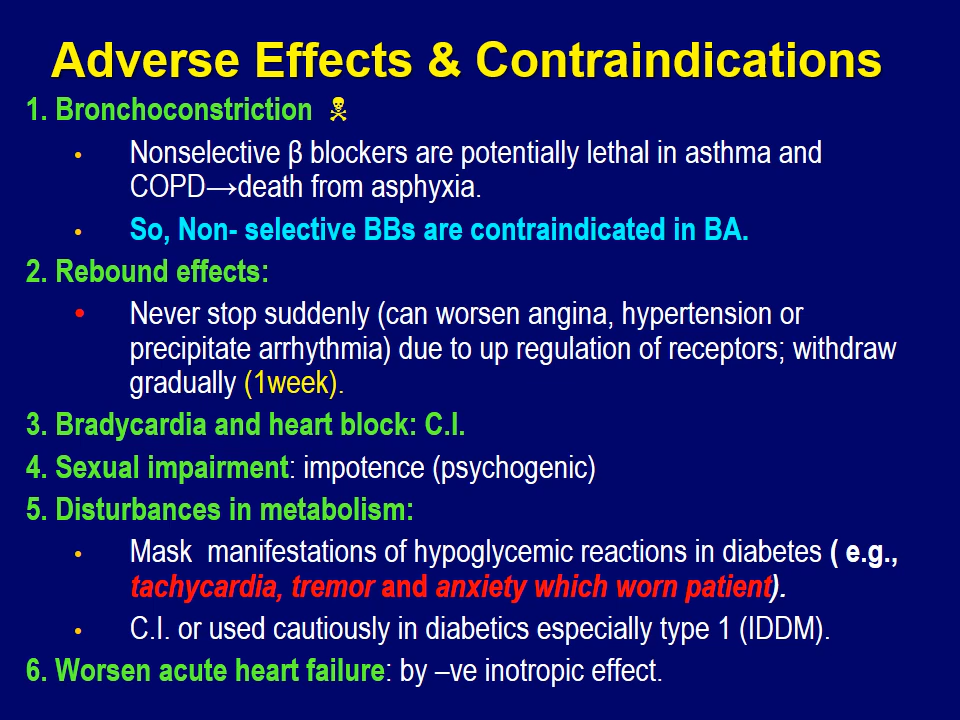 Adverse Effects & Contraindications
1. Bronchoconstriction ☠
• Nonselective β blockers are potentially lethal in asthma and
COPD→death from asphyxia.
• So, Non- selective BBs are contraindicated in BA.
2. Rebound effects:
• Never stop suddenly (can worsen angina, hypertension or
precipitate arrhythmia) due to up regulation of receptors; withdraw
gradually (1week).
3. Bradycardia and heart block: C.I.
4. Sexual impairment: impotence (psychogenic)
5. Disturbances in metabolism:
• Mask manifestations of hypoglycemic reactions in diabetes ( e.g.,
tachycardia, tremor and anxiety which worn patient).
• C.I. or used cautiously in diabetics especially type 1 (IDDM).
6. Worsen acute heart failure: by –ve inotropic effect.